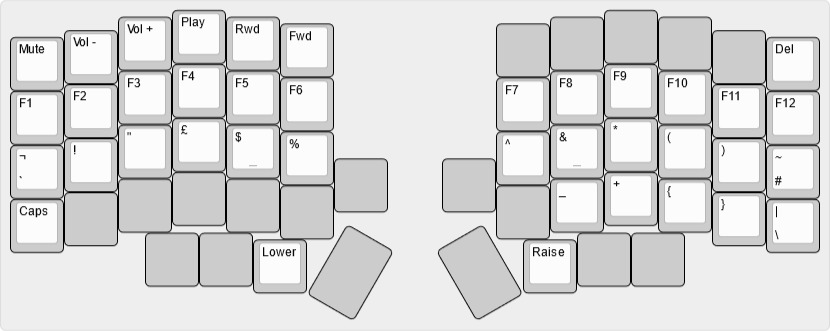 Mute Vol - Vol + Play Rwd Fwd Del
F1 F2 F3 F4 F5 F6 F7 F8 F9 F10 F11 F12
¬ ! " £ $ % ^ & * ( ) ~
` _ _ #
Caps _ + { } |
\
Lower Raise